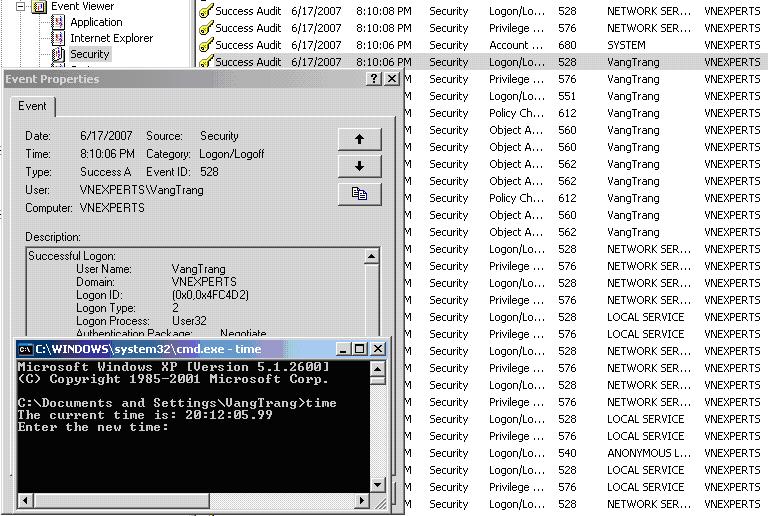 Event Viewer
Application
Internet Explorer
Security
Success Audit 6/17/2007 8:10:08 PM Security Logon/Lo... 528 NETWORK SER... VNEXPERTS
Success Audit 6/17/2007 8:10:08 PM Security Privilege ... 576 NETWORK SER... VNEXPERTS
Success Audit 6/17/2007 8:10:06 PM Security Account ... 680 SYSTEM VNEXPERTS
Success Audit 6/17/2007 8:10:06 PM Security Logon/Lo... 528 VangTrang VNEXPERTS
M Security Privilege ... 576 VangTrang VNEXPERTS
M Security Logon/Lo... 551 VangTrang VNEXPERTS
M Security Policy Ch... 612 VangTrang VNEXPERTS
M Security Object A... 560 VangTrang VNEXPERTS
M Security Object A... 560 VangTrang VNEXPERTS
M Security Object A... 562 VangTrang VNEXPERTS
M Security Object A... 562 VangTrang VNEXPERTS
M Security Policy Ch... 612 VangTrang VNEXPERTS
M Security Object A... 560 VangTrang VNEXPERTS
M Security Object A... 562 VangTrang VNEXPERTS
M Security Logon/Lo... 528 NETWORK SER... VNEXPERTS
M Security Privilege ... 576 NETWORK SER... VNEXPERTS
M Security Logon/Lo... 528 NETWORK SER... VNEXPERTS
M Security Privilege ... 576 NETWORK SER... VNEXPERTS
M Security Logon/Lo... 528 LOCAL SERVICE VNEXPERTS
M Security Privilege ... 576 LOCAL SERVICE VNEXPERTS
M Security Logon/Lo... 528 NETWORK SER... VNEXPERTS
M Security Privilege ... 576 NETWORK SER... VNEXPERTS
M Security Logon/Lo... 528 NETWORK SER... VNEXPERTS
M Security Privilege ... 576 NETWORK SER... VNEXPERTS
M Security Logon/Lo... 528 LOCAL SERVICE VNEXPERTS
M Security Privilege ... 576 LOCAL SERVICE VNEXPERTS
M Security Logon/Lo... 540 ANONYMOUS L... VNEXPERTS
M Security Logon/Lo... 528 LOCAL SERVICE VNEXPERTS
M Security Privilege ... 576 LOCAL SERVICE VNEXPERTS
M Security Logon/Lo... 528 NETWORK SER... VNEXPERTS
Event Properties
Event
Date: 6/17/2007 Source: Security
Time: 8:10:06 PM Category: Logon/Logoff
Type: Success A Event ID: 528
User: VNEXPERTS\VangTrang
Computer: VNEXPERTS
Description:
Successful Logon:
User Name: VangTrang
Domain: VNEXPERTS
Logon ID: (0x0,0x4FC4D2)
Logon Type: 2
Logon Process: User32
Authentication Package: Negotiate
C:\WINDOWS\system32\cmd.exe - time
Microsoft Windows XP [Version 5.1.2600]
(C) Copyright 1985-2001 Microsoft Corp.
C:\Documents and Settings\VangTrang>time
The current time is: 20:12:05.99
Enter the new time: